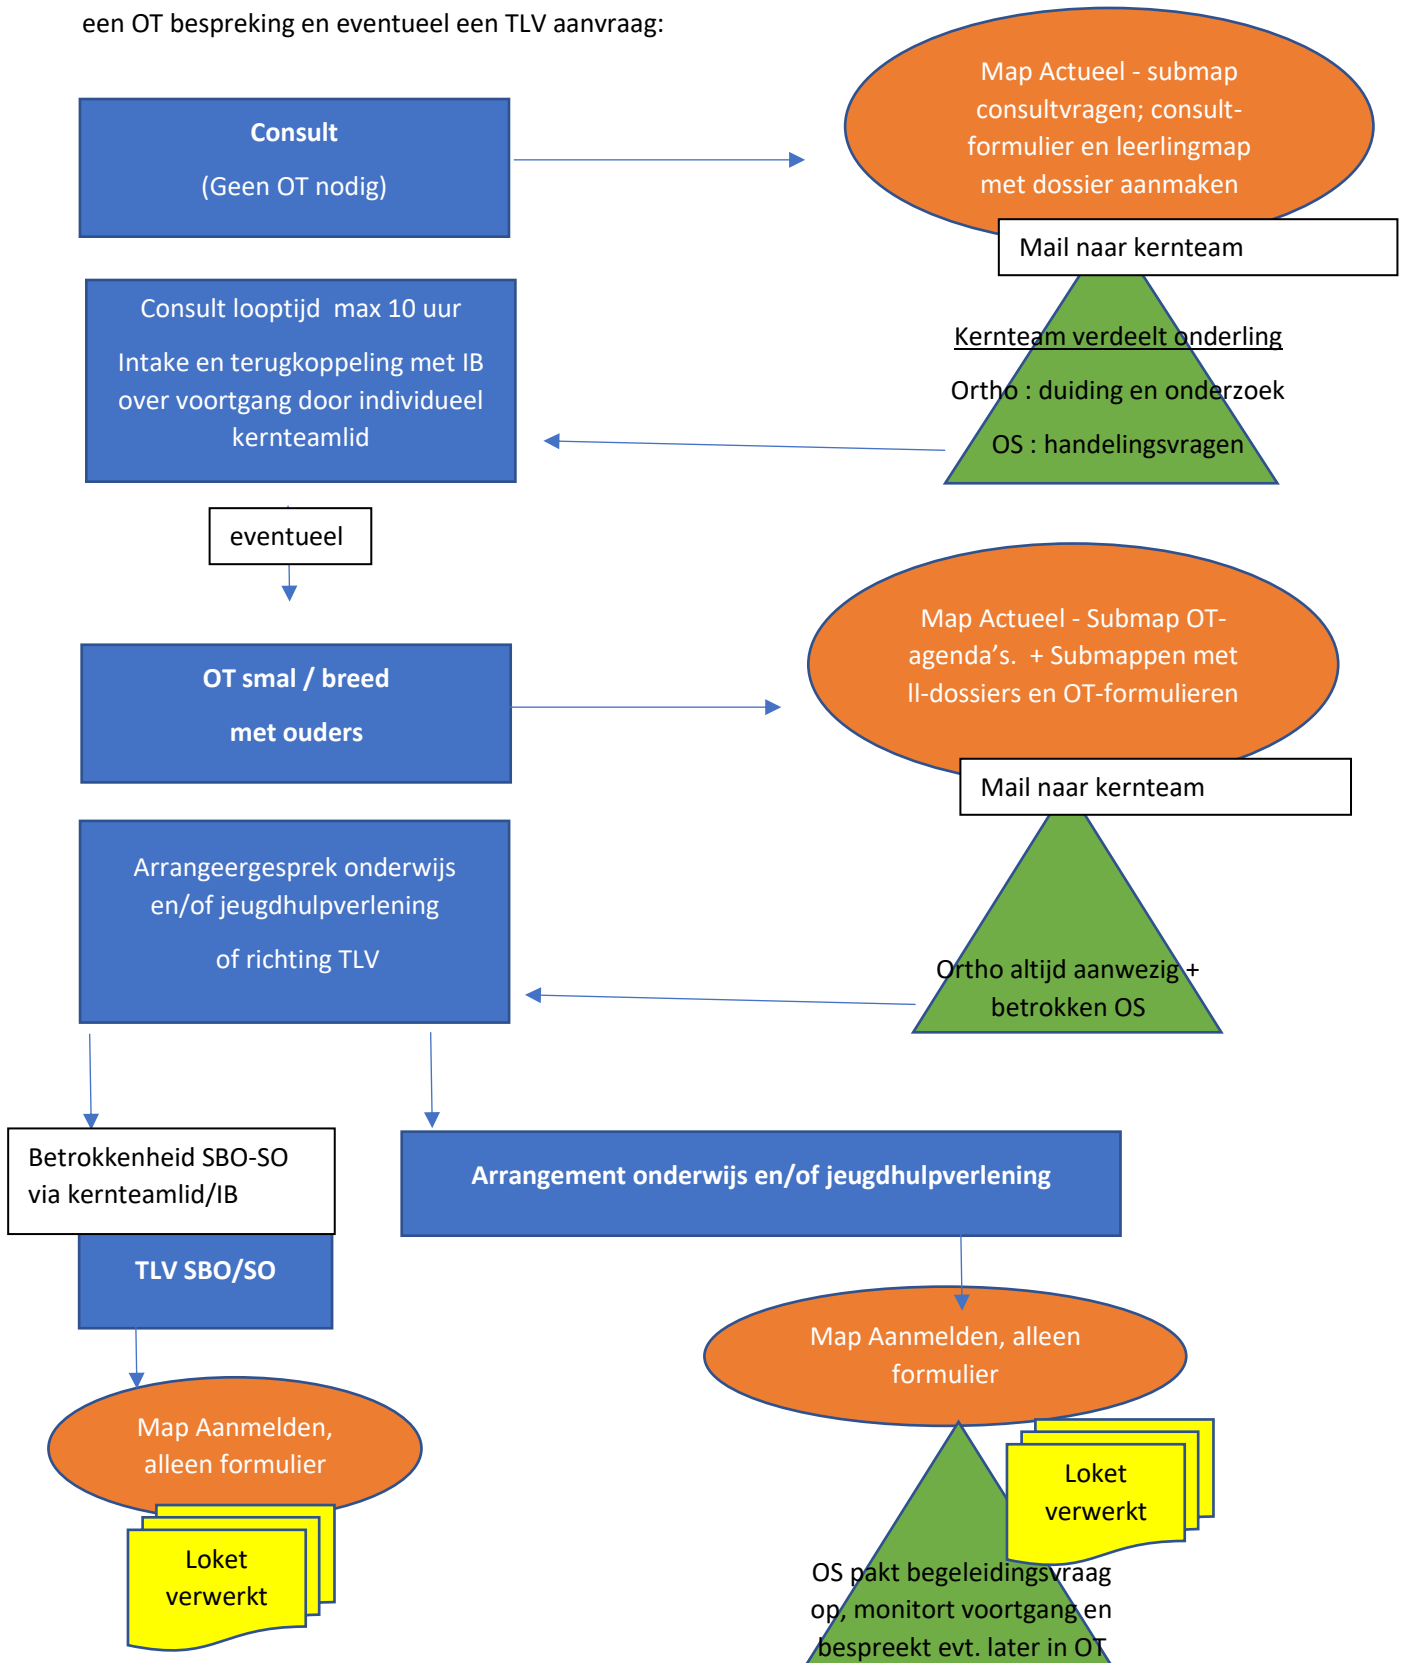 een OT bespreking en eventueel een TLV aanvraag:
Consult
(Geen OT nodig)
Map Actueel - submap
consultvragen; consult-
formulier en leerlingmap
met dossier aanmaken
Mail naar kernteam
Consult looptijd  max 10 uur
Intake en terugkoppeling met IB
over voortgang door individueel
kernteamlid
Kernteam verdeelt onderling
Ortho : duiding en onderzoek
OS : handelingsvragen
eventueel
OT smal / breed
met ouders
Map Actueel - Submap OT-
agenda’s.  + Submappen met
ll-dossiers en OT-formulieren
Mail naar kernteam
Arrangeergesprek onderwijs
en/of jeugdhulpverlening
of richting TLV
Ortho altijd aanwezig +
betrokken OS
Betrokkenheid SBO-SO
via kernteamlid/IB
TLV SBO/SO
Arrangement onderwijs en/of jeugdhulpverlening
Map Aanmelden, alleen
formulier
Map Aanmelden,
alleen formulier
Loket
verwerkt
Loket
verwerkt
OS pakt begeleidingsvraag
op, monitort voortgang en
bespreekt evt. later in OT